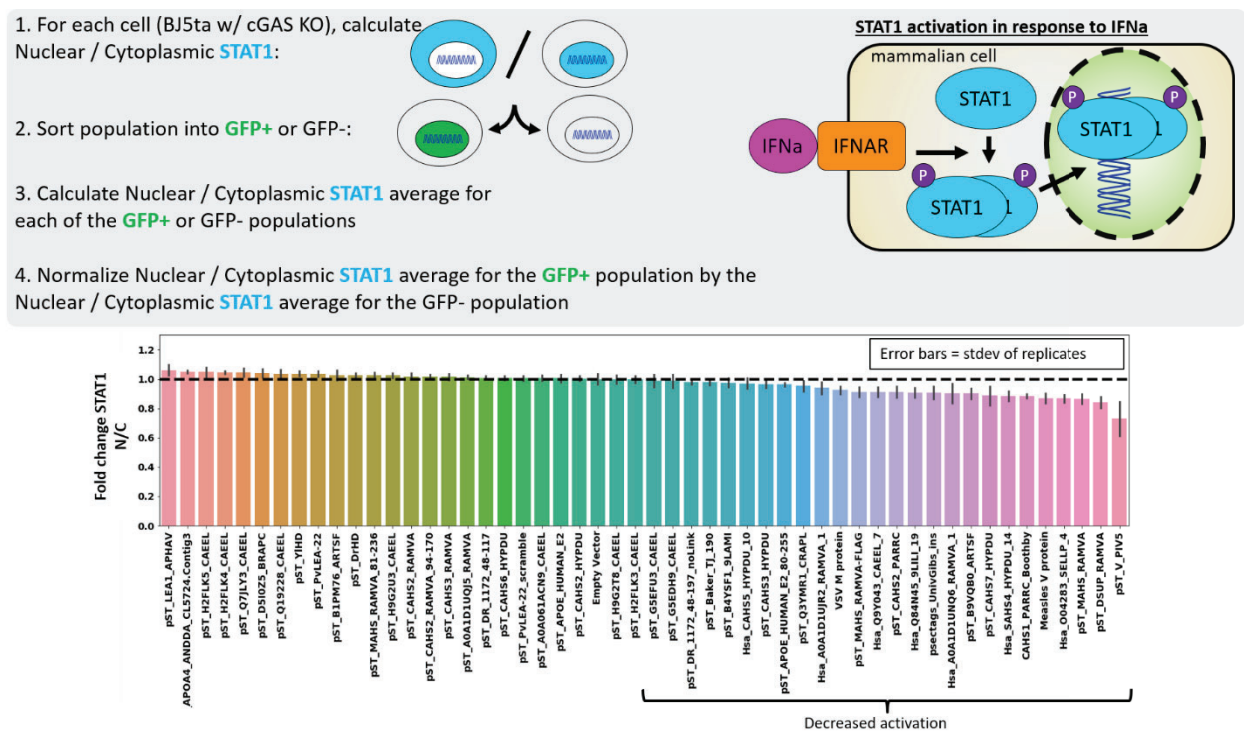 1. For each cell (BJ5ta w/ cGAS KO), calculate
Nuclear / Cytoplasmic STAT1:
2. Sort population into GFP+ or GFP-:
3. Calculate Nuclear / Cytoplasmic STAT1 average for
each of the GFP+ or GFP- populations
4. Normalize Nuclear / Cytoplasmic STAT1 average for the GFP+ population by the
Nuclear / Cytoplasmic STAT1 average for the GFP- population
STAT1 activation in response to IFNa
mammalian cell
STAT1
IFNa
IFNAR
P
P
STAT1
1
P
P
STAT1
1
Error bars = stdev of replicates
Fold change STAT1
N/C
1.2
1.0
0.8
0.6
0.4
0.2
0.0
pST_LEA1_APHAV
APOA4_ANDDA_CL5724.Contig3
pST_H2FLK5_CAEEL
pST_H2FLK4_CAEEL
pST_Q7JLY3_CAEEL
pST_D5I0Z5_BRAPC
pST_Q19228_CAEEL
pST_YIHD
pST_PvLEA-22
pST_B1PM76_ARTSF
pST_DrHD
pST_MAHS_RAMVA_81-236
pST_H9G2U3_CAEEL
pST_CAHS2_RAMVA
pST_CAHS2_RAMVA_94-170
pST_CAHS3_RAMVA
pST_A0A1D1UQJ5_RAMVA
pST_DR_1172_48-117
pST_CAHS6_HYPDU
pST_PvLEA-22_scramble
pST_A0A061ACN9_CAEEL
pST_APOE_HUMAN_E2
pST_CAHS2_HYPDU
Empty Vector
pST_H9G2T8_CAEEL
pST_H2FLK3_CAEEL
pST_G5EFU3_CAEEL
pST_G5EDH9_CAEEL
pST_DR_1172_48-197_noLink
pST_Baker_TJ_190
pST_B4YSF1_9LAMI
Hsa_CAHS5_HYPDU_10
pST_CAHS3_HYPDU
pST_APOE_HUMAN_E2_80-255
pST_Q3YMR1_CRAPL
Hsa_A0A1D1UJR2_RAMVA_1
VSV M protein
pST_MAHS_RAMVA-FLAG
Hsa_Q9Y043_CAEEL_7
pST_CAHS2_PARRC
Hsa_Q84N45_9LILI_19
psectags_UnivGibs_ins
Hsa_A0A1D1UNQ6_RAMVA_1
pST_B9VQB0_ARTSF
pST_CAHS7_HYPDU
Hsa_SAHS4_HYPDU_14
CAHS1_PARRC_Boothby
Measles V protein
Hsa_O04283_SELLP_4
pST_MAHS_RAMVA
pST_DSUP_RAMVA
pST_V_PIV5
Decreased activation